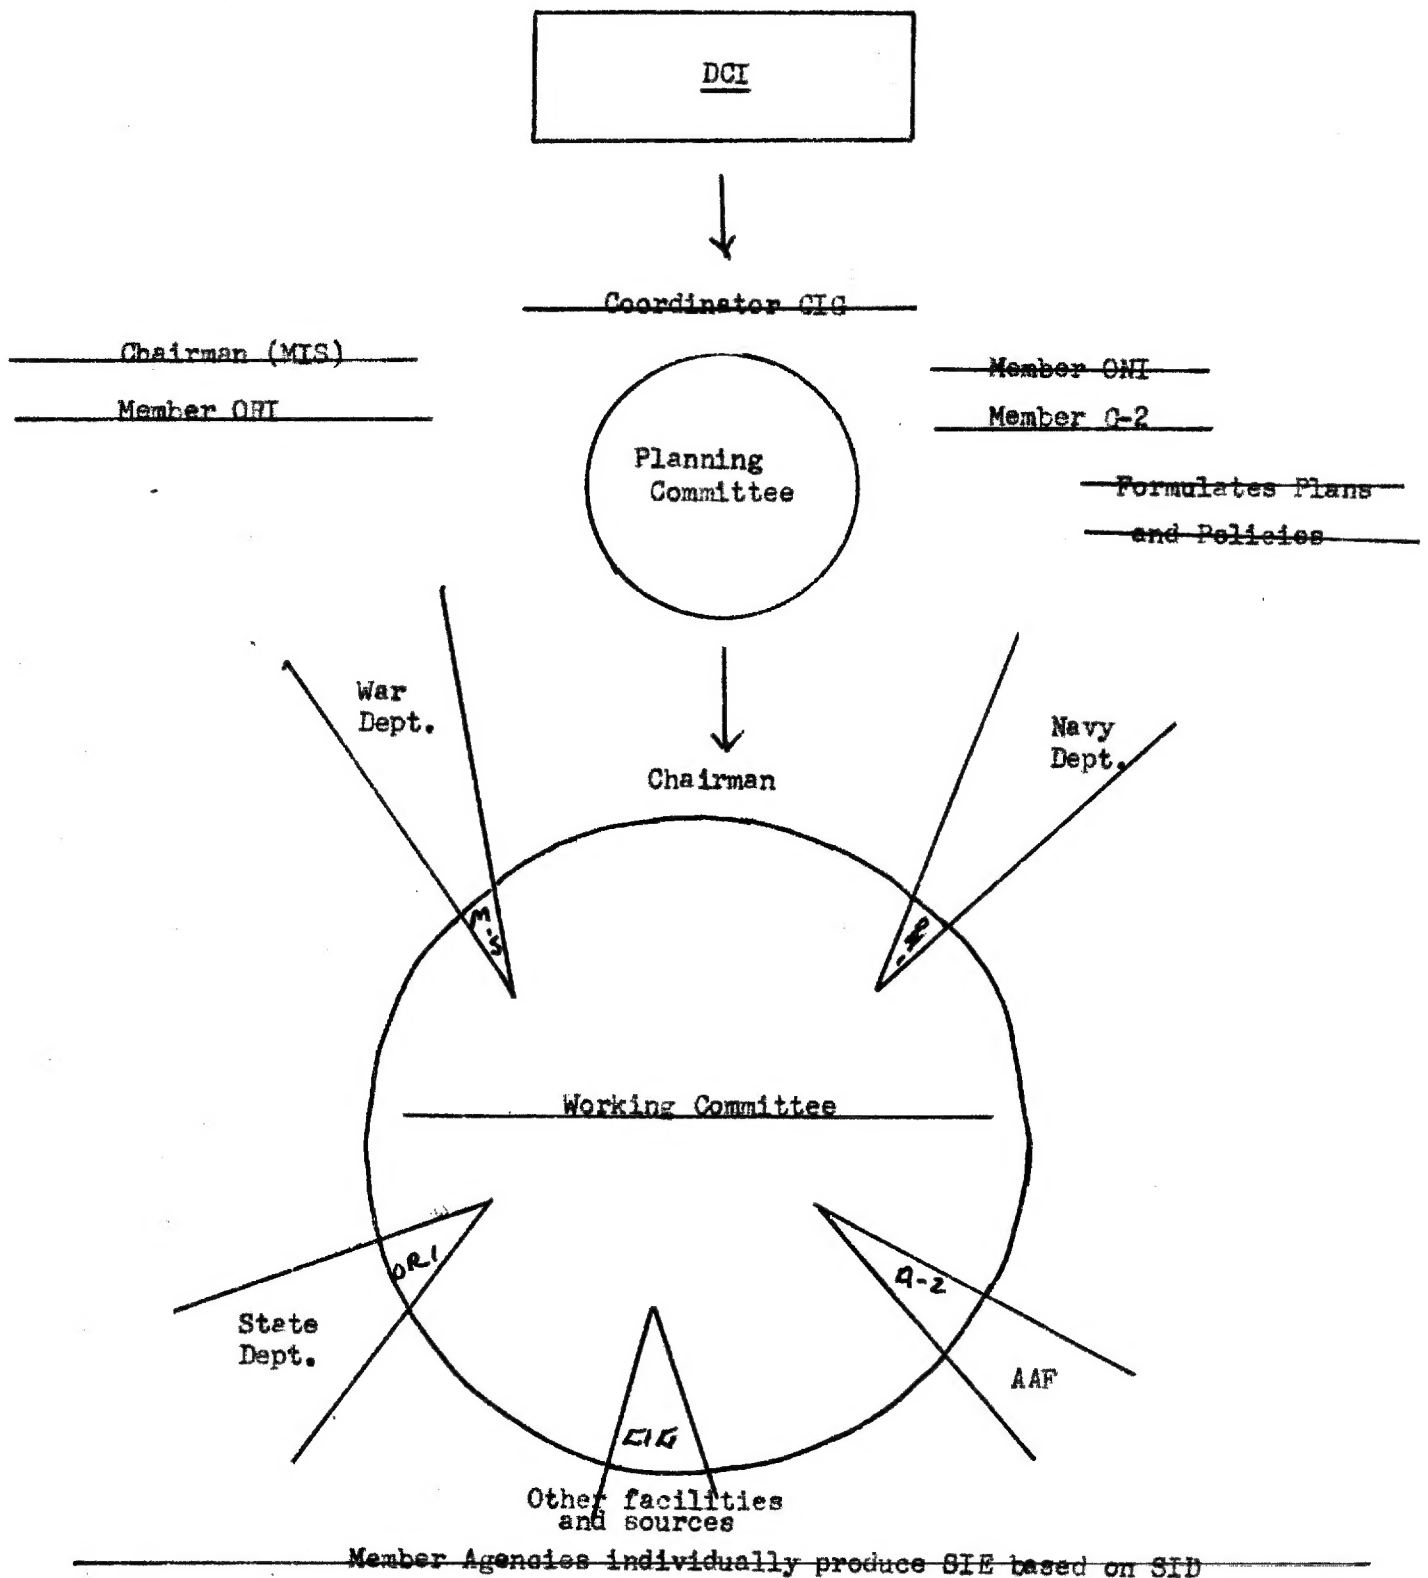 DCI
Coordinator CIG
Chairman (MIS)
Member ORI
Member ONI
Member G-2
Planning
Committee
Formulates Plans
and Policies
War
Dept.
Navy
Dept.
Chairman
Working Committee
ORI
A-2
State
Dept.
AAF
CIG
Other facilities
and sources
Member Agencies individually produce SIE based on SID